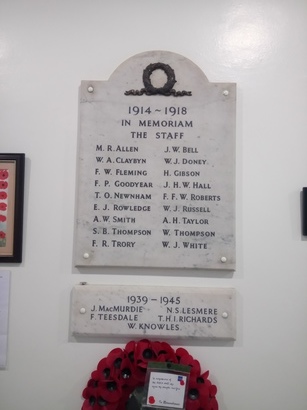 1914 ~ 1918
IN MEMORIAM
THE STAFF
M. R. ALLEN J. W. BELL
W. A. CLAYBYN W. J. DONEY
F. W. FLEMING H. GIBSON
F. P. GOODYEAR J. H. W. HALL
T. O. NEWNHAM F. F. W. ROBERTS
E. J. ROWLEDGE W. J. RUSSELL
A. W. SMITH A. H. TAYLOR
S. B. THOMPSON W. THOMPSON
F. R. TRORY W. J. WHITE
1939 ~ 1945
J. MACMURDIE N. S. LESMERE
F. TEESDALE T. H. I. RICHARDS
W. KNOWLES